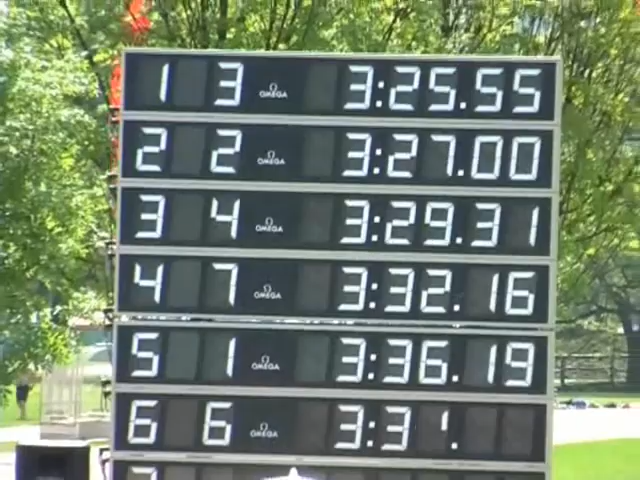 1 3 Ω OMEGA 3:25.55
2 2 Ω OMEGA 3:27.00
3 4 Ω OMEGA 3:29.31
4 7 Ω OMEGA 3:32.16
5 1 Ω OMEGA 3:36.19
6 6 Ω OMEGA 3:3